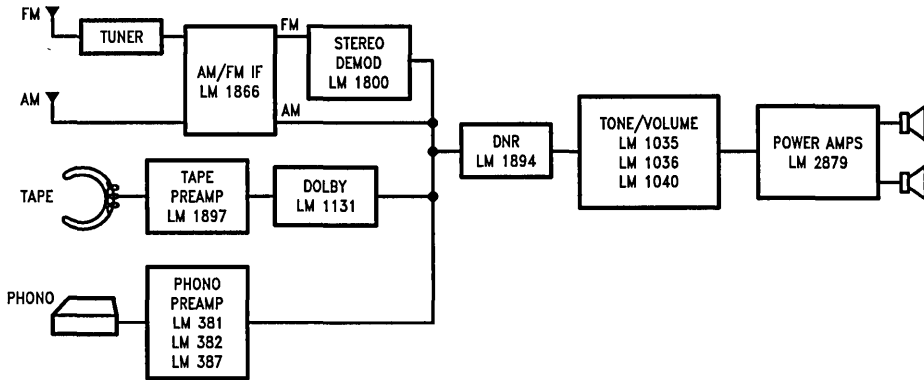 FM
TUNER
AM
AM/FM IF
LM 1866
FM
AM
STEREO
DEMOD
LM 1800
TAPE
TAPE
PREAMP
LM 1897
DOLBY
LM 1131
PHONO
PHONO
PREAMP
LM 381
LM 382
LM 387
DNR
LM 1894
TONE/VOLUME
LM 1035
LM 1036
LM 1040
POWER AMPS
LM 2879